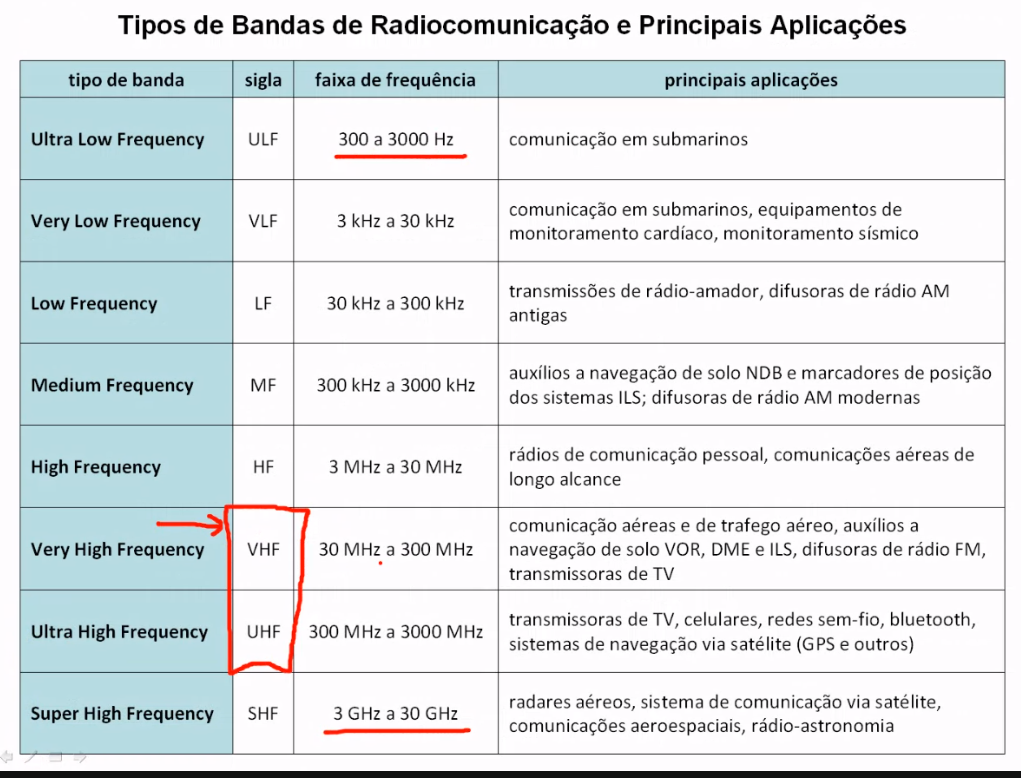 Tipos de Bandas de Radiocomunicação e Principais Aplicações
tipo de banda sigla faixa de frequência principais aplicações
Ultra Low Frequency ULF 300 a 3000 Hz comunicação em submarinos
Very Low Frequency VLF 3 kHz a 30 kHz comunicação em submarinos, equipamentos de
monitoramento cardíaco, monitoramento sísmico
Low Frequency LF 30 kHz a 300 kHz transmissões de rádio-amador, difusoras de rádio AM
antigas
Medium Frequency MF 300 kHz a 3000 kHz auxílios a navegação de solo NDB e marcadores de posição
dos sistemas ILS; difusoras de rádio AM modernas
High Frequency HF 3 MHz a 30 MHz rádios de comunicação pessoal, comunicações aéreas de
longo alcance
Very High Frequency VHF 30 MHz a 300 MHz comunicação aéreas e de trafego aéreo, auxílios a
navegação de solo VOR, DME e ILS, difusoras de rádio FM,
transmissoras de TV
Ultra High Frequency UHF 300 MHz a 3000 MHz transmissoras de TV, celulares, redes sem-fio, bluetooth,
sistemas de navegação via satélite (GPS e outros)
Super High Frequency SHF 3 GHz a 30 GHz radares aéreos, sistema de comunicação via satélite,
comunicações aeroespaciais, rádio-astronomia